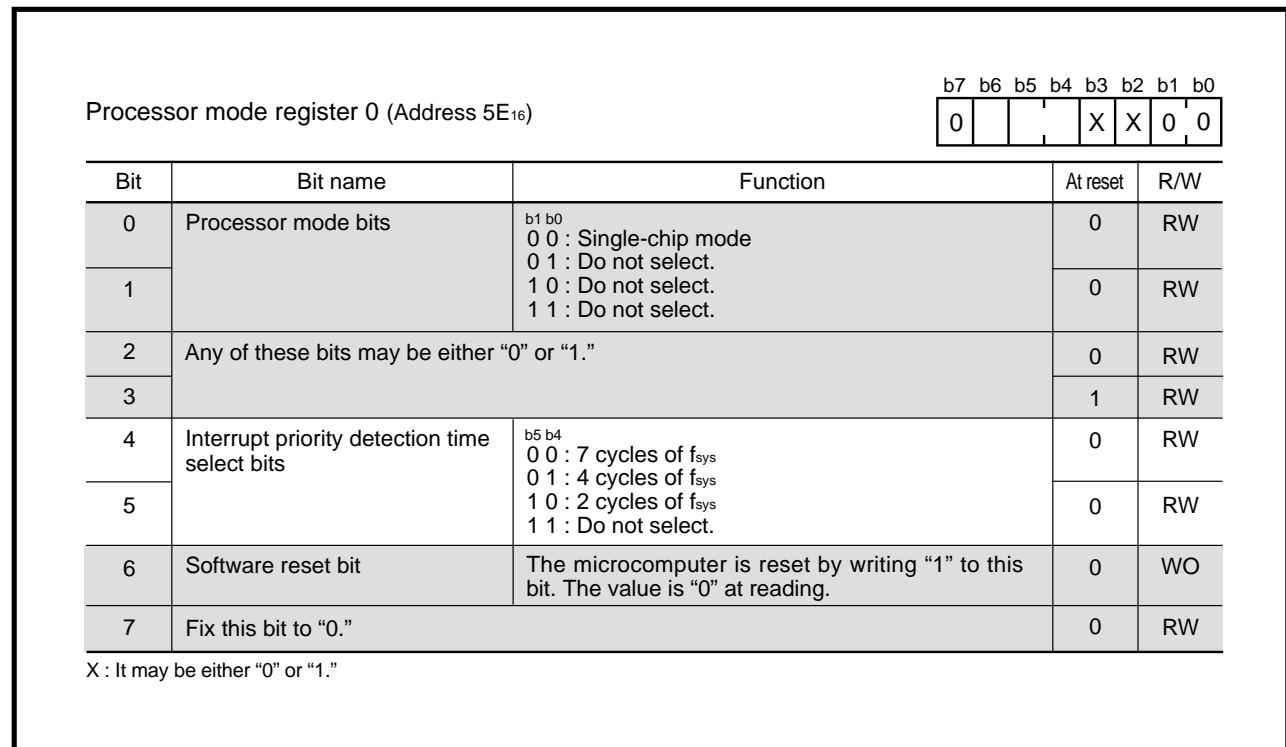 b7 b6 b5 b4 b3 b2 b1 b0
Processor mode register 0 (Address 5E16)
0 X X 0 0
Bit Bit name Function At reset R/W
0 Processor mode bits b1 b0 0 RW
0 0 : Single-chip mode
0 1 : Do not select.
1 1 0 : Do not select. 0 RW
1 1 : Do not select.
2 Any of these bits may be either “0” or “1.” 0 RW
3 1 RW
4 Interrupt priority detection time select bits b5 b4 0 RW
0 0 : 7 cycles of fsys
0 1 : 4 cycles of fsys
5 1 0 : 2 cycles of fsys 0 RW
1 1 : Do not select.
6 Software reset bit The microcomputer is reset by writing “1” to this 0 WO
bit. The value is “0” at reading.
7 Fix this bit to “0.” 0 RW
X : It may be either “0” or “1.”